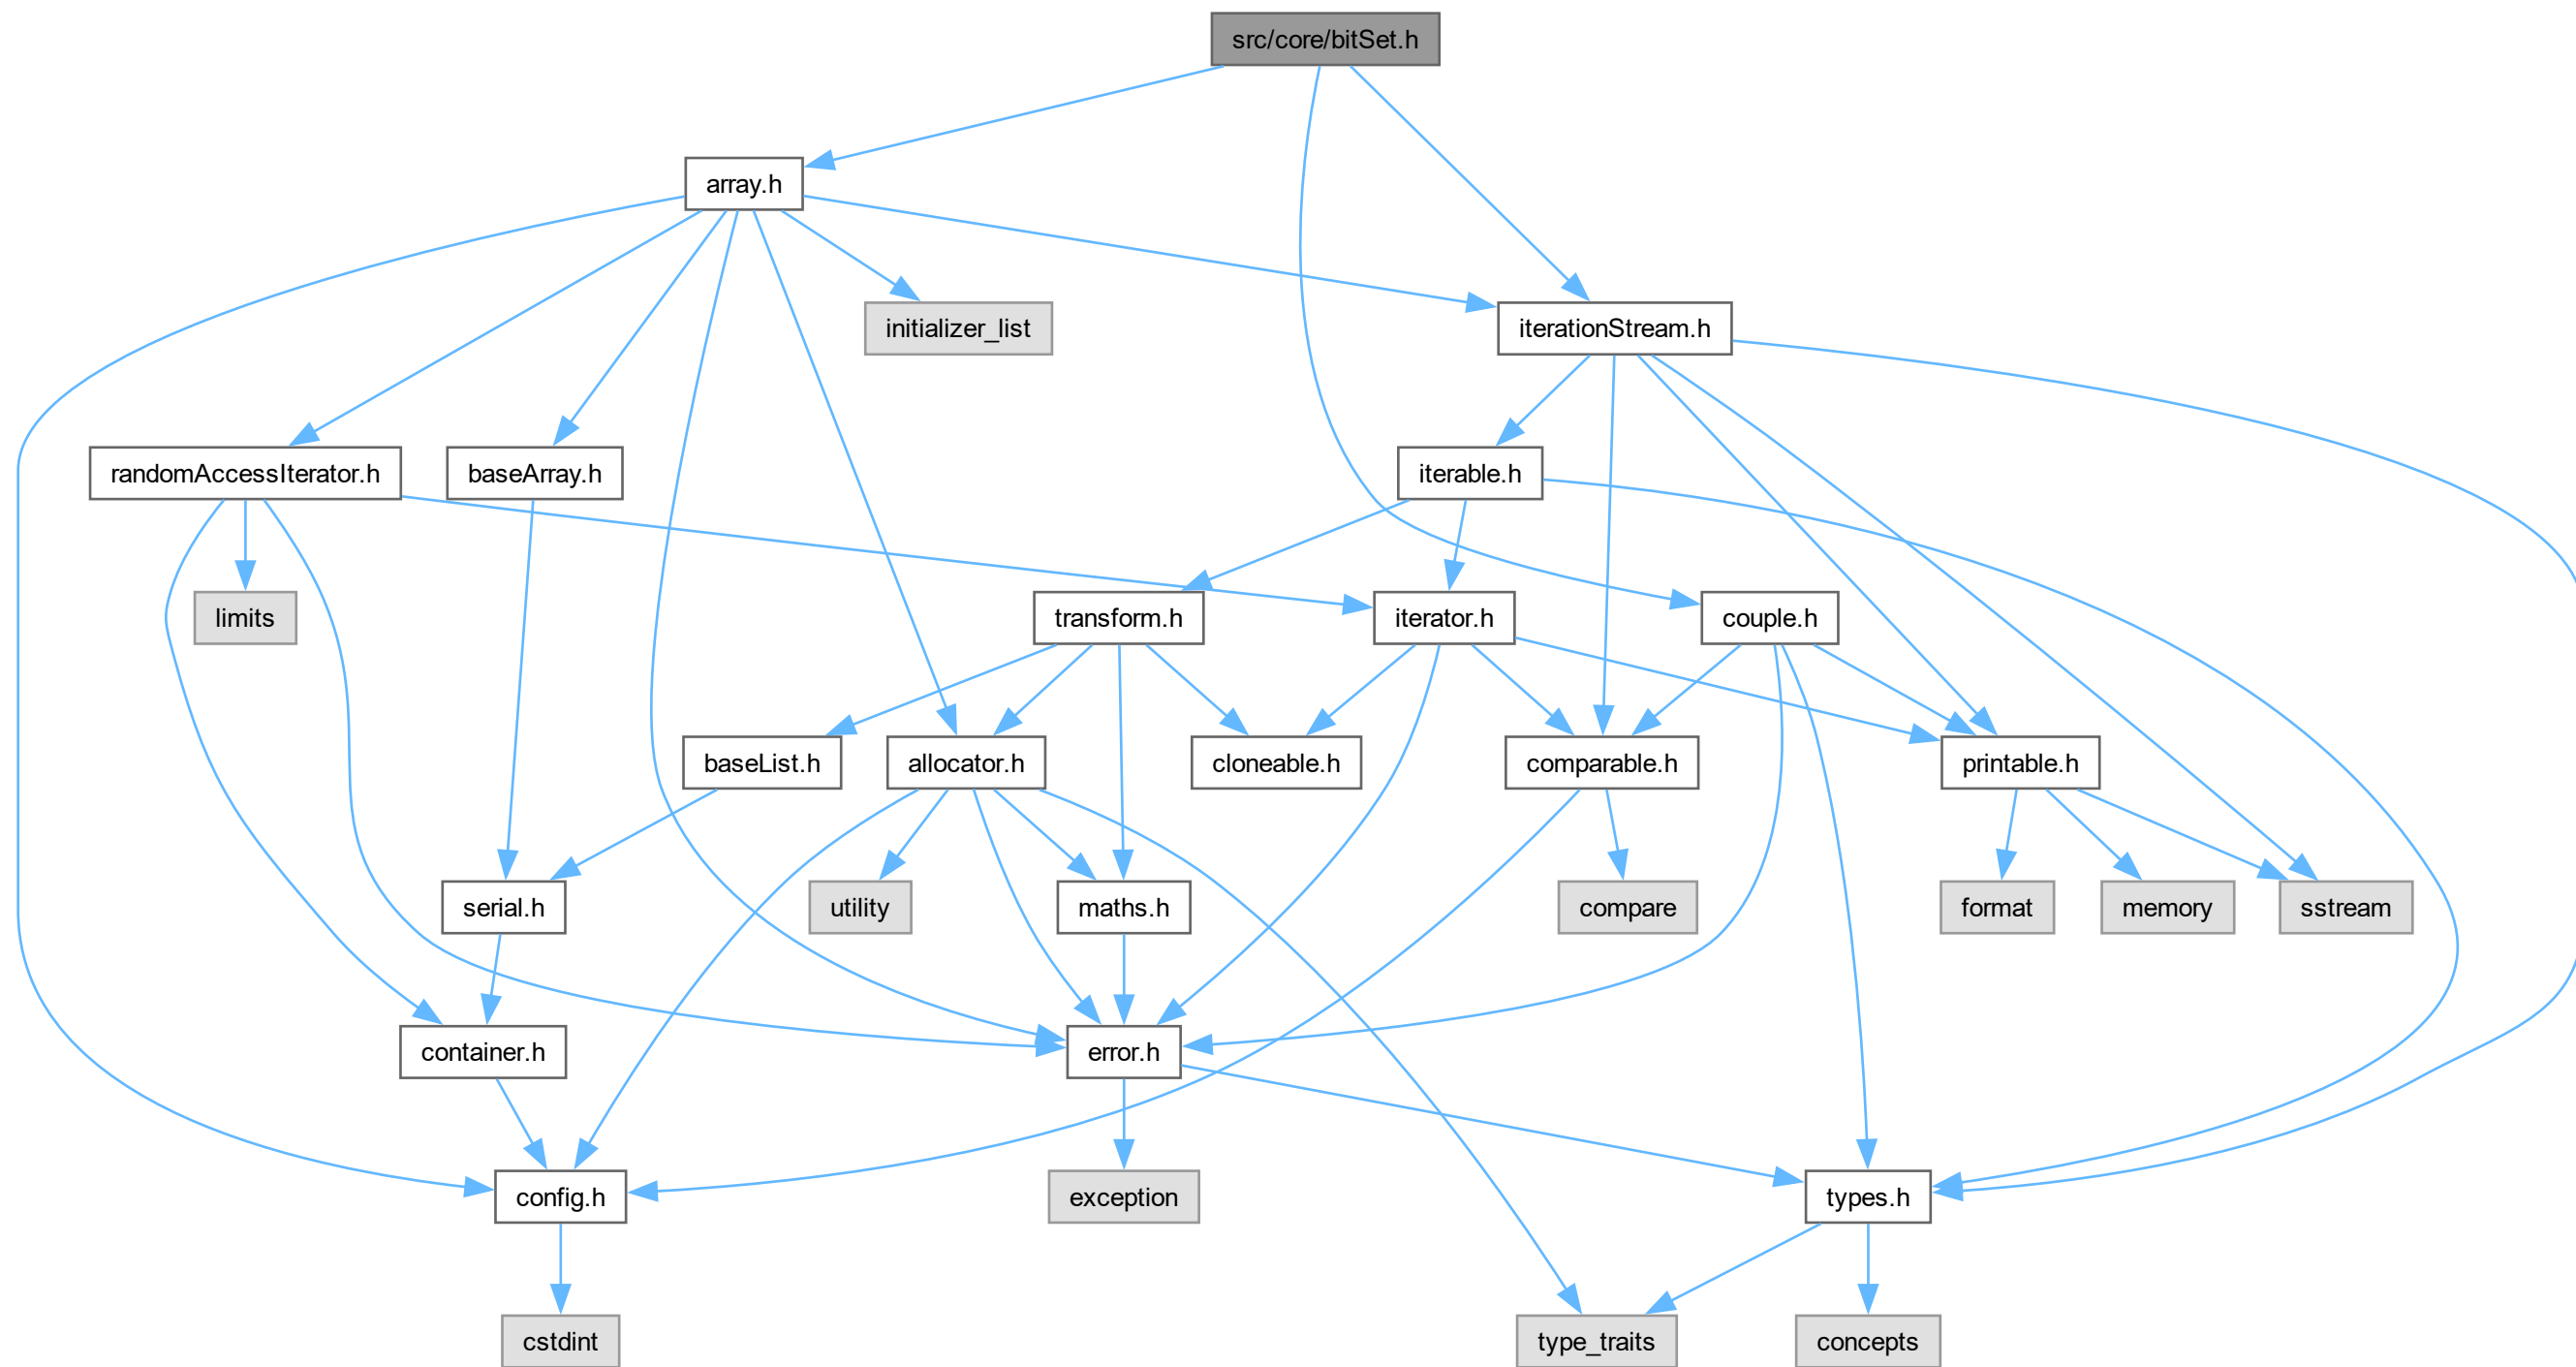 src/core/bitSet.h
array.h
initializer_list
iterationStream.h
randomAccessIterator.h
baseArray.h
iterable.h
limits
transform.h
iterator.h
couple.h
baseList.h
allocator.h
cloneable.h
comparable.h
printable.h
serial.h
utility
maths.h
compare
format
memory
sstream
container.h
error.h
config.h
exception
types.h
cstdint
type_traits
concepts